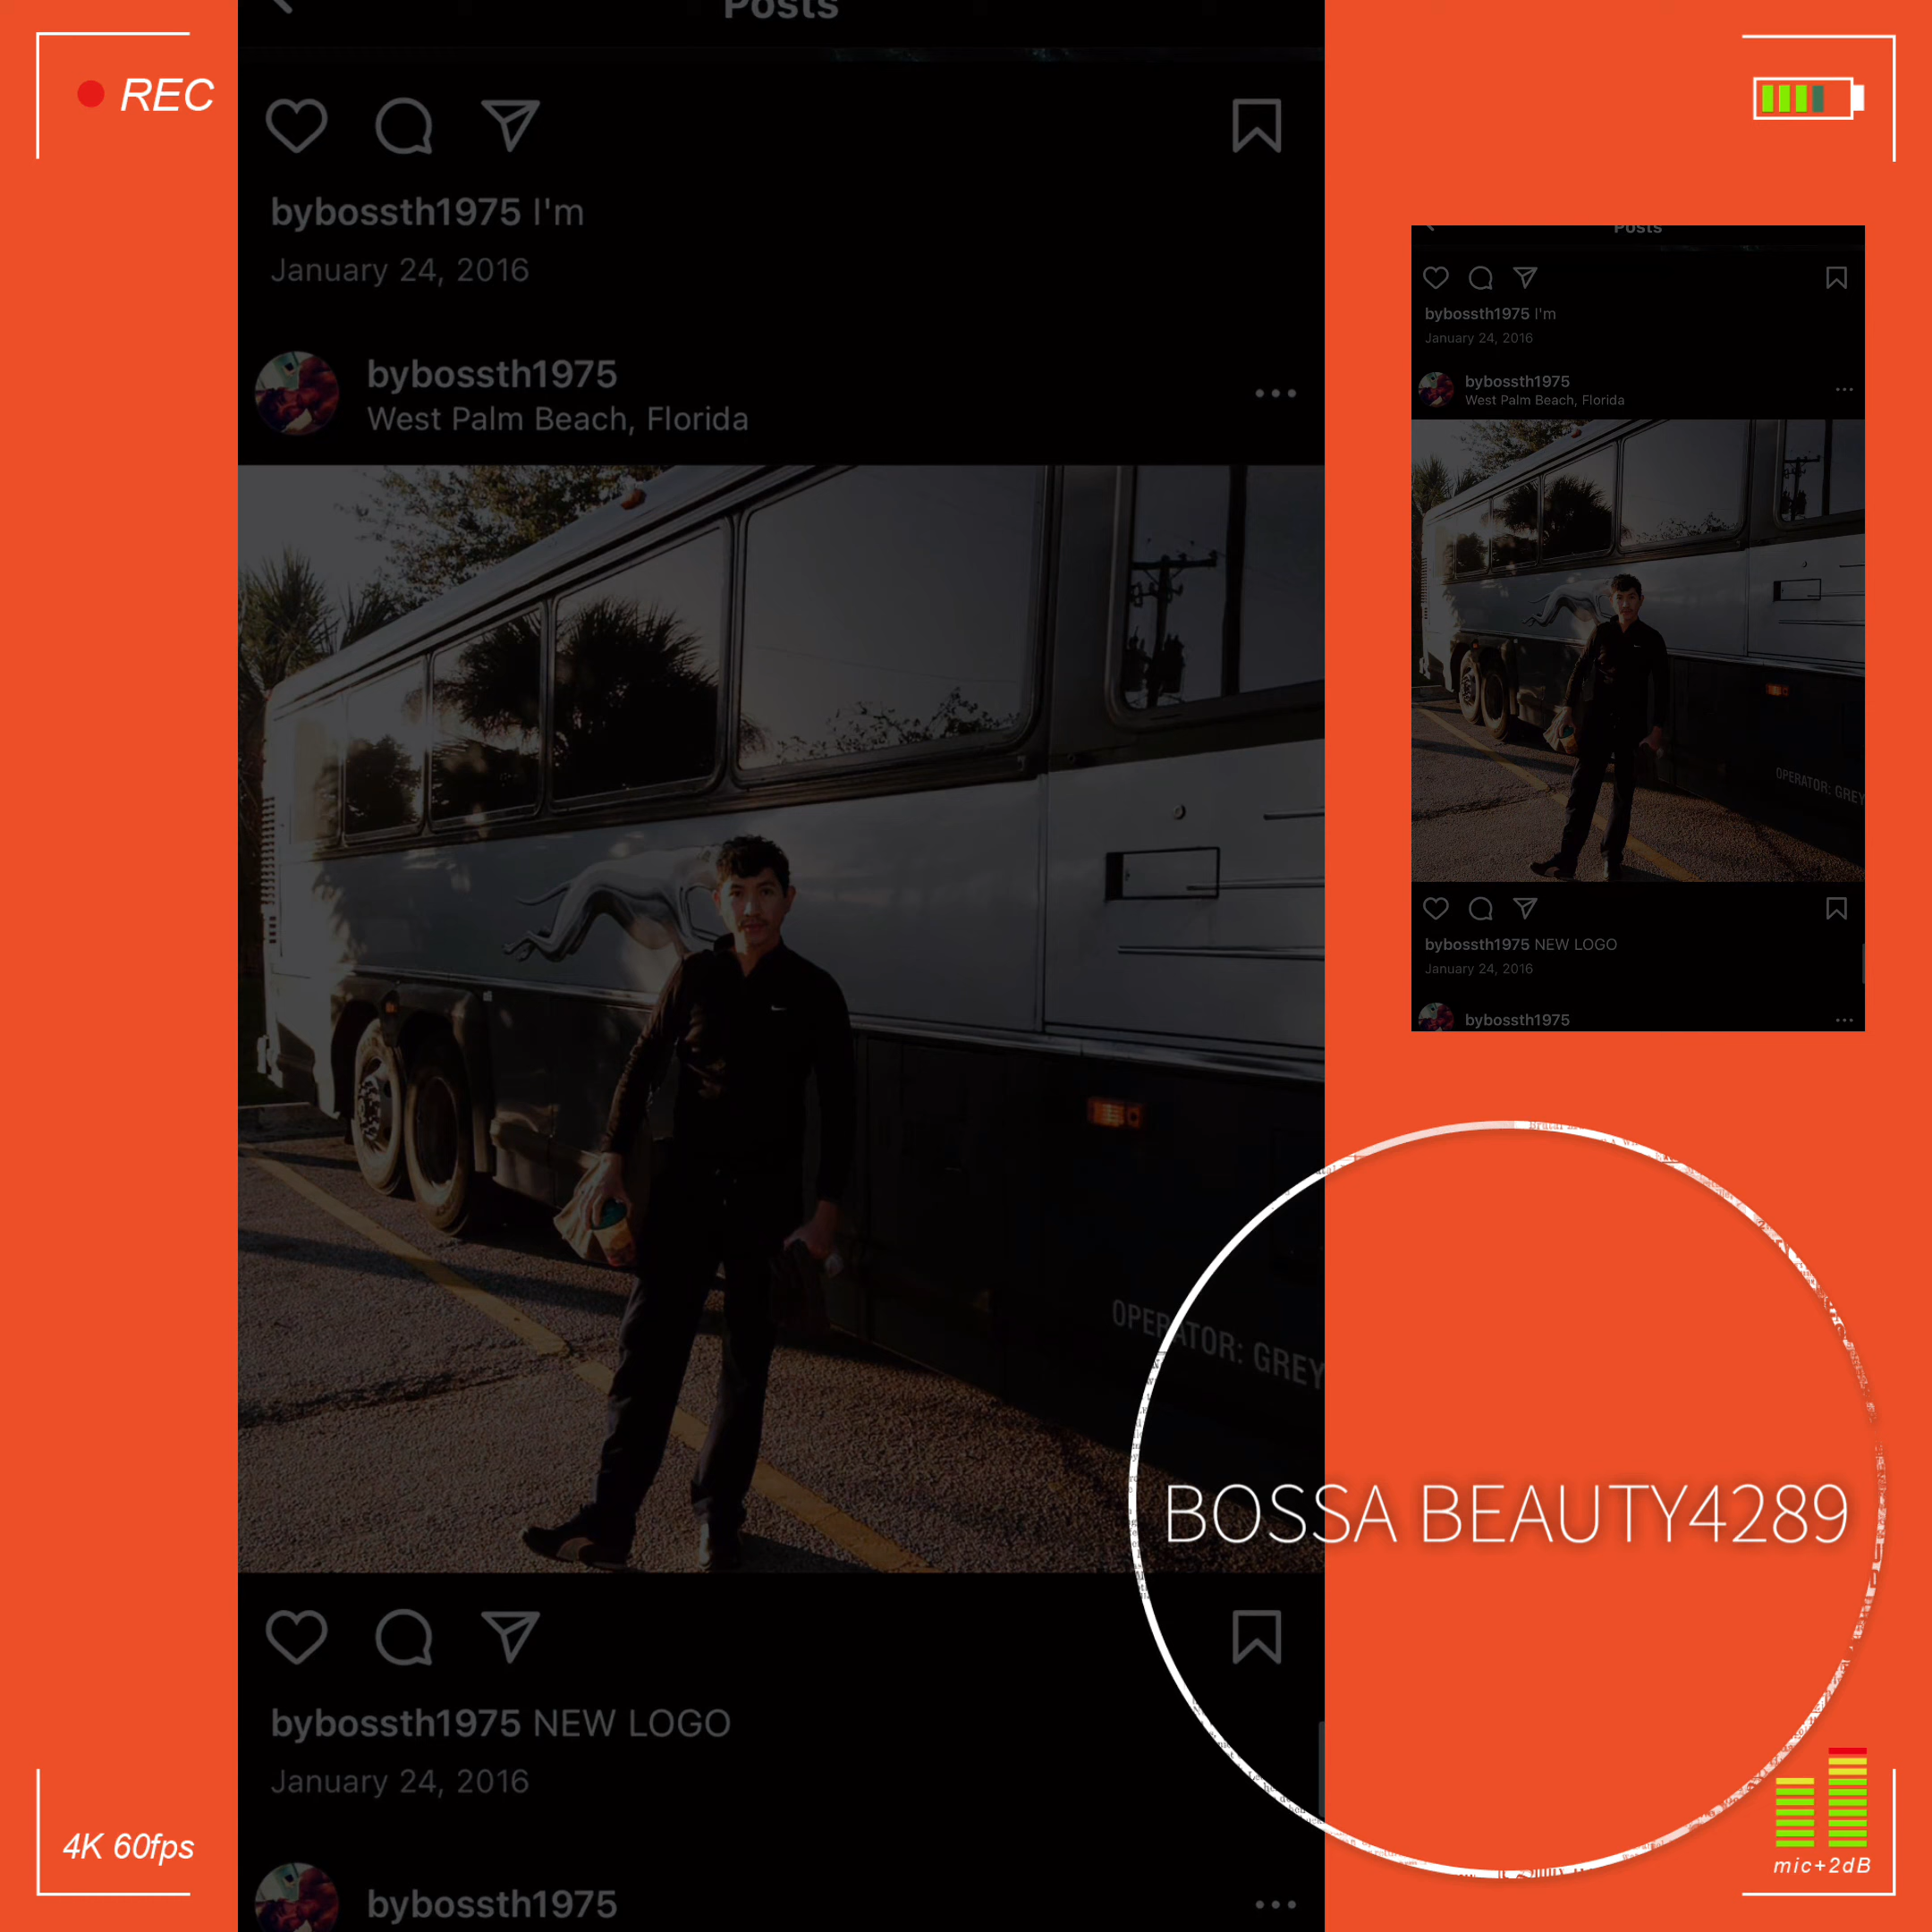 Posts
REC
bybossth1975 I'm
January 24, 2016
bybossth1975
West Palm Beach, Florida
OPERATOR: GREY
bybossth1975 NEW LOGO
January 24, 2016
bybossth1975
Posts
bybossth1975 I'm
January 24, 2016
bybossth1975
West Palm Beach, Florida
OPERATOR: GREY
bybossth1975 NEW LOGO
January 24, 2016
bybossth1975
BOSSA BEAUTY4289
4K 60fps
mic+2dB